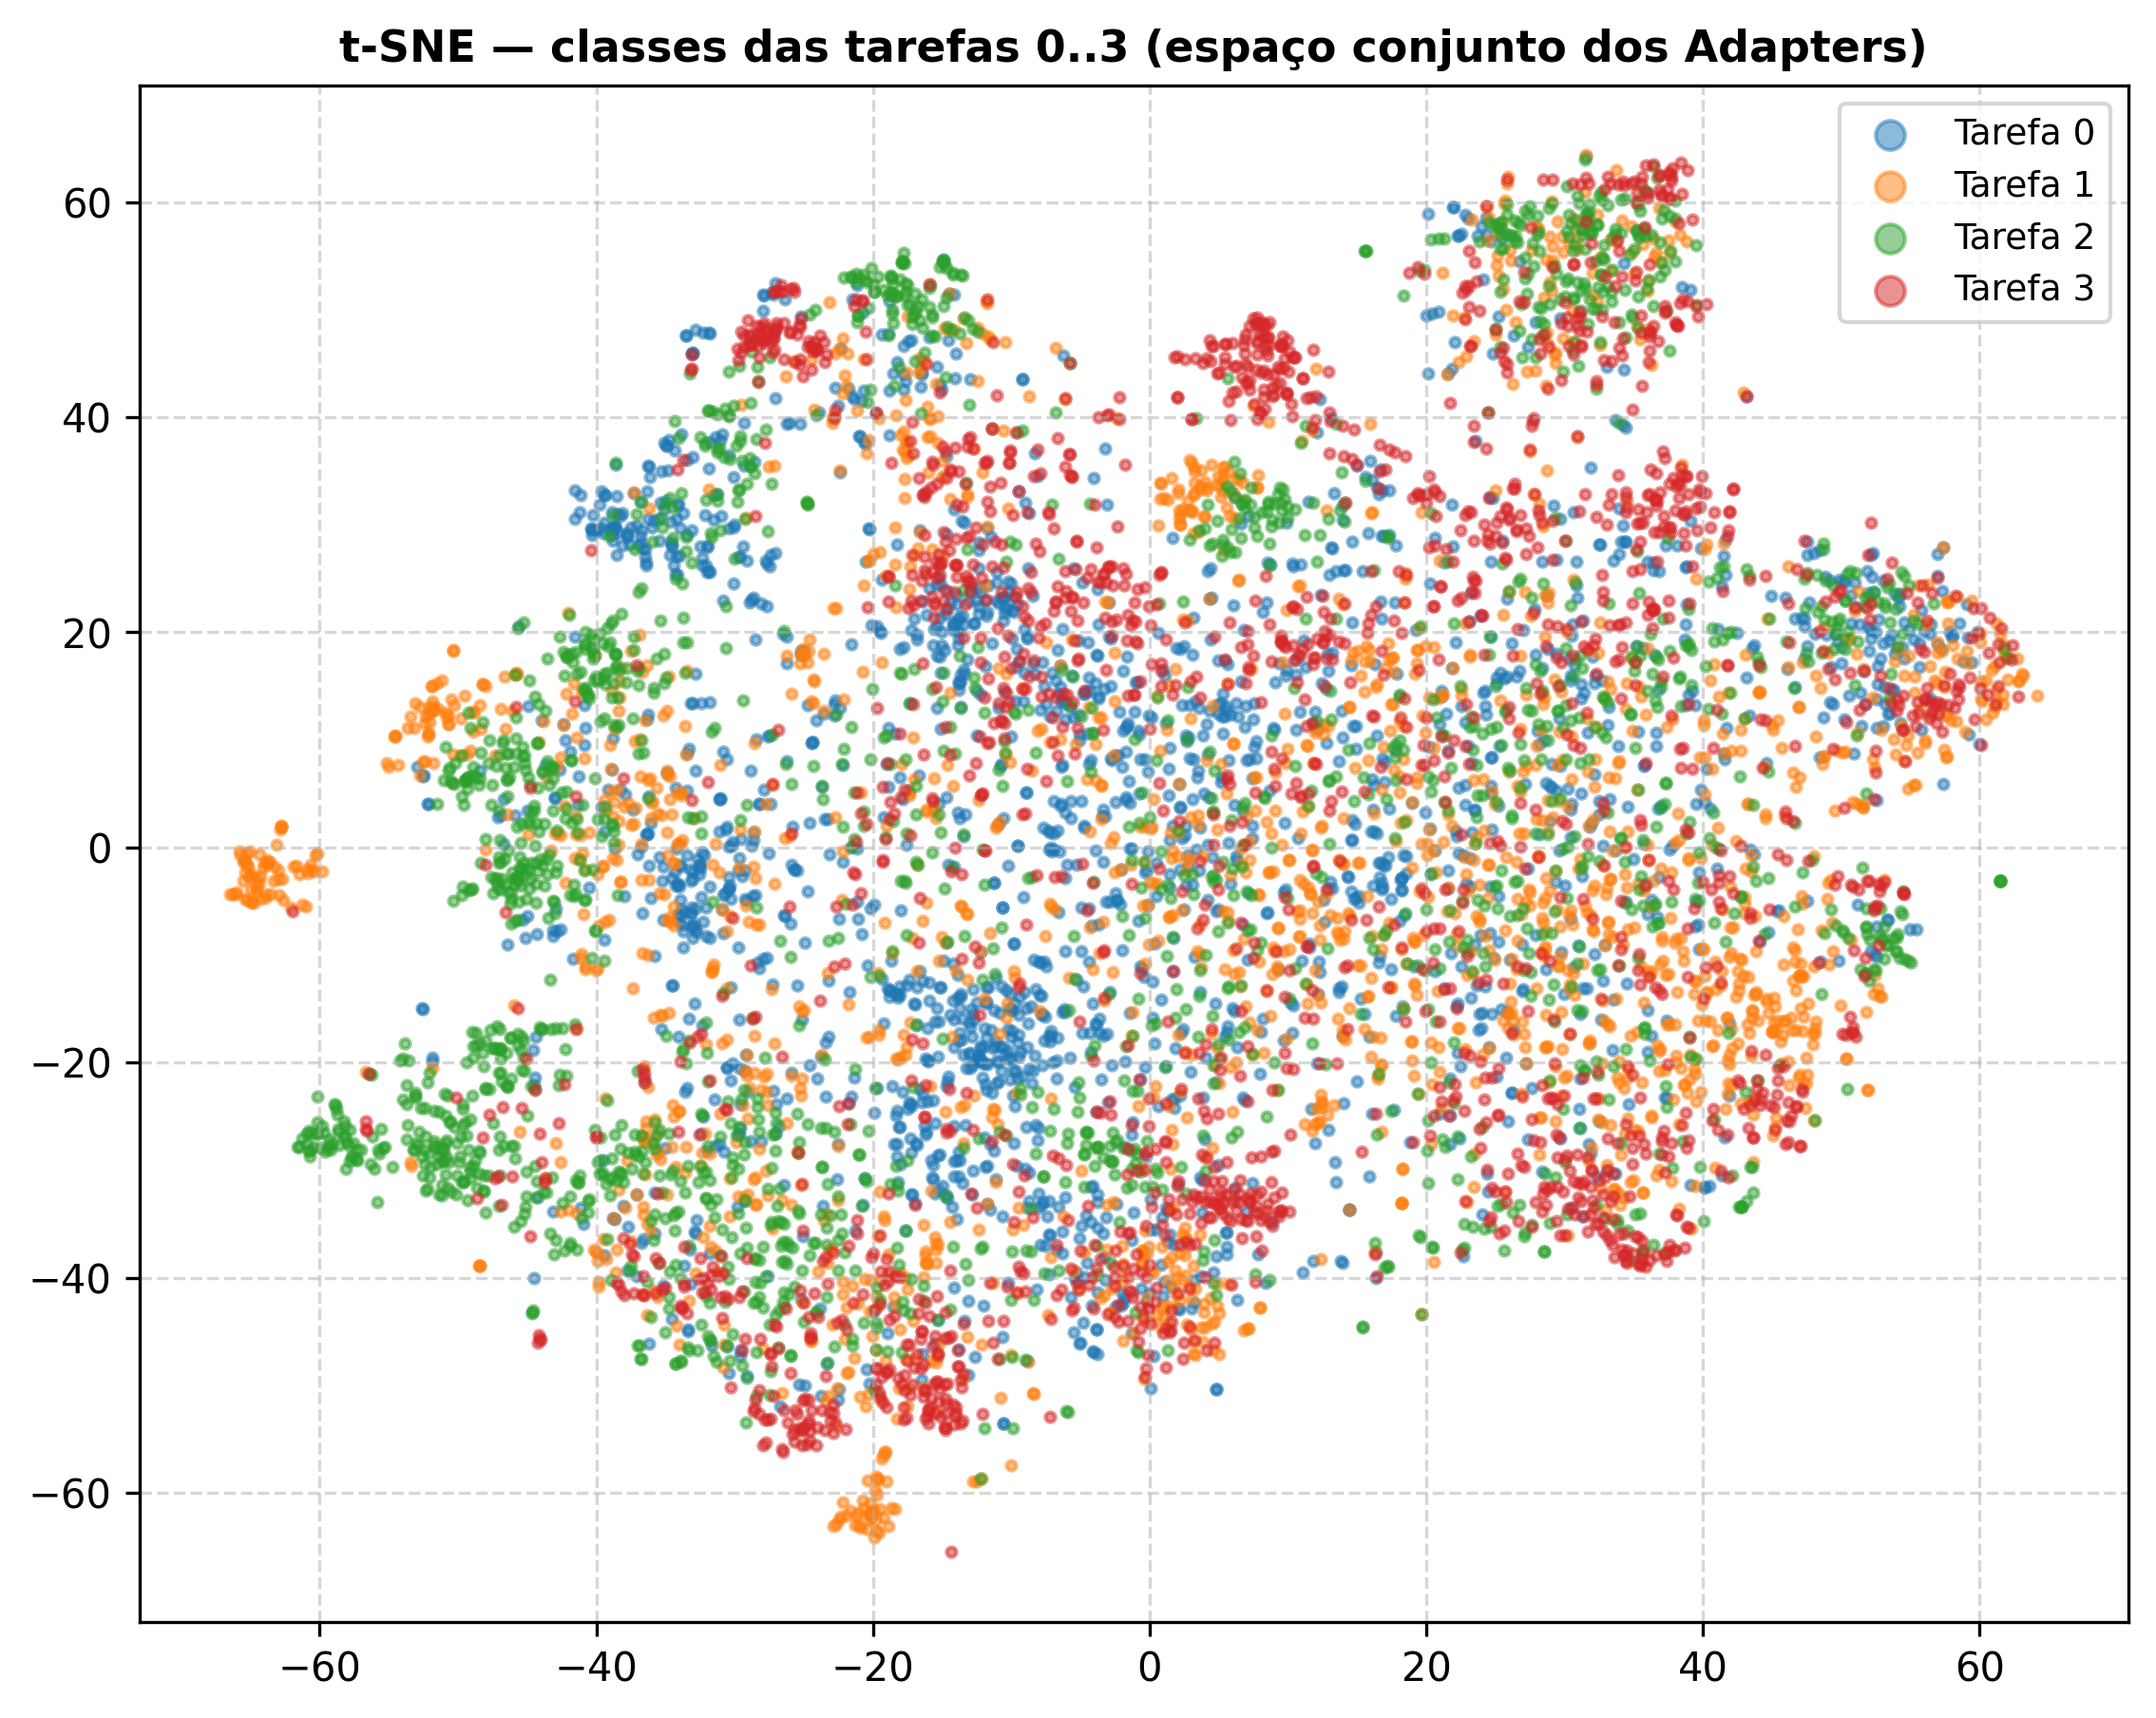 t-SNE — classes das tarefas 0..3 (espaço conjunto dos Adapters)
Tarefa 0
Tarefa 1
Tarefa 2
Tarefa 3
60
40
20
0
−20
−40
−60
−60 −40 −20 0 20 40 60